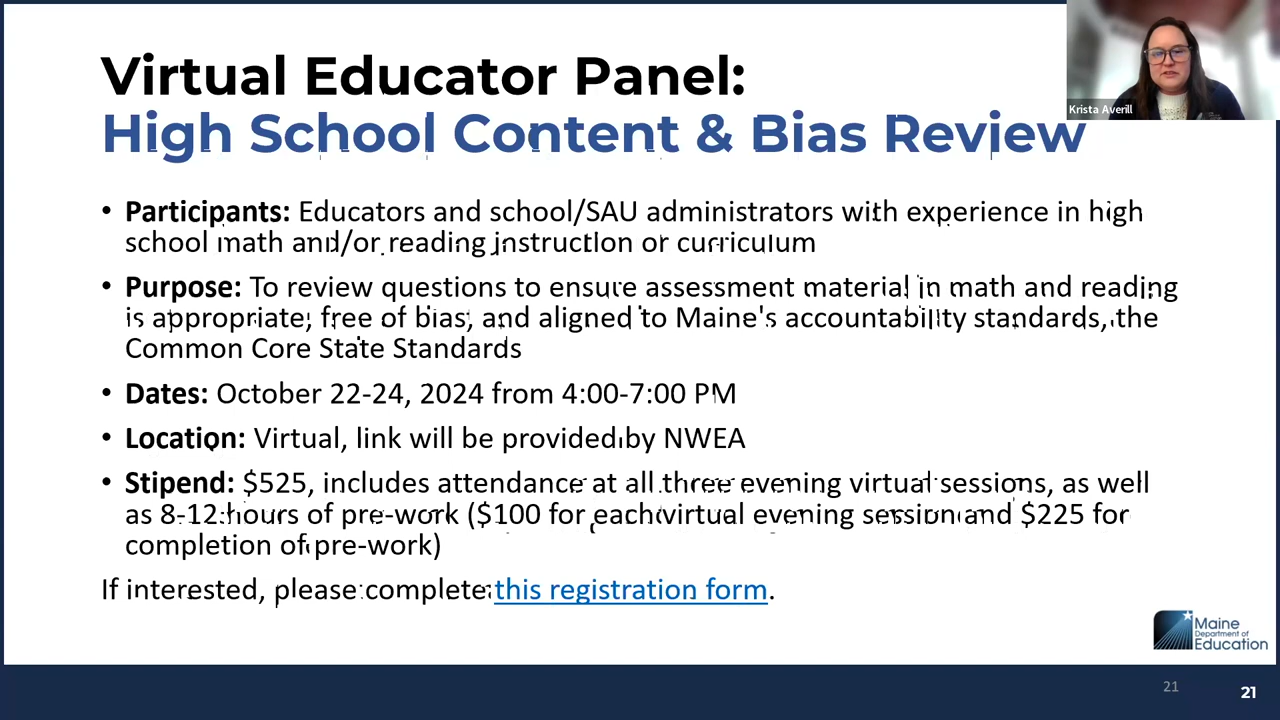 Virtual Educator Panel:
High School Content & Bias Review
Krista Averill
• Participants: Educators and school/SAU administrators with experience in high
school math and/or reading instruction or curriculum
• Purpose: To review questions to ensure assessment material in math and reading
is appropriate, free of bias, and aligned to Maine's accountability standards, the
Common Core State Standards
• Dates: October 22-24, 2024 from 4:00-7:00 PM
• Location: Virtual, link will be provided by NWEA
• Stipend: $525, includes attendance at all three evening virtual sessions, as well
as 8-12 hours of pre-work ($100 for each virtual evening session and $225 for
completion of pre-work)
If interested, please complete this registration form.
Maine
Department of
Education
21
21